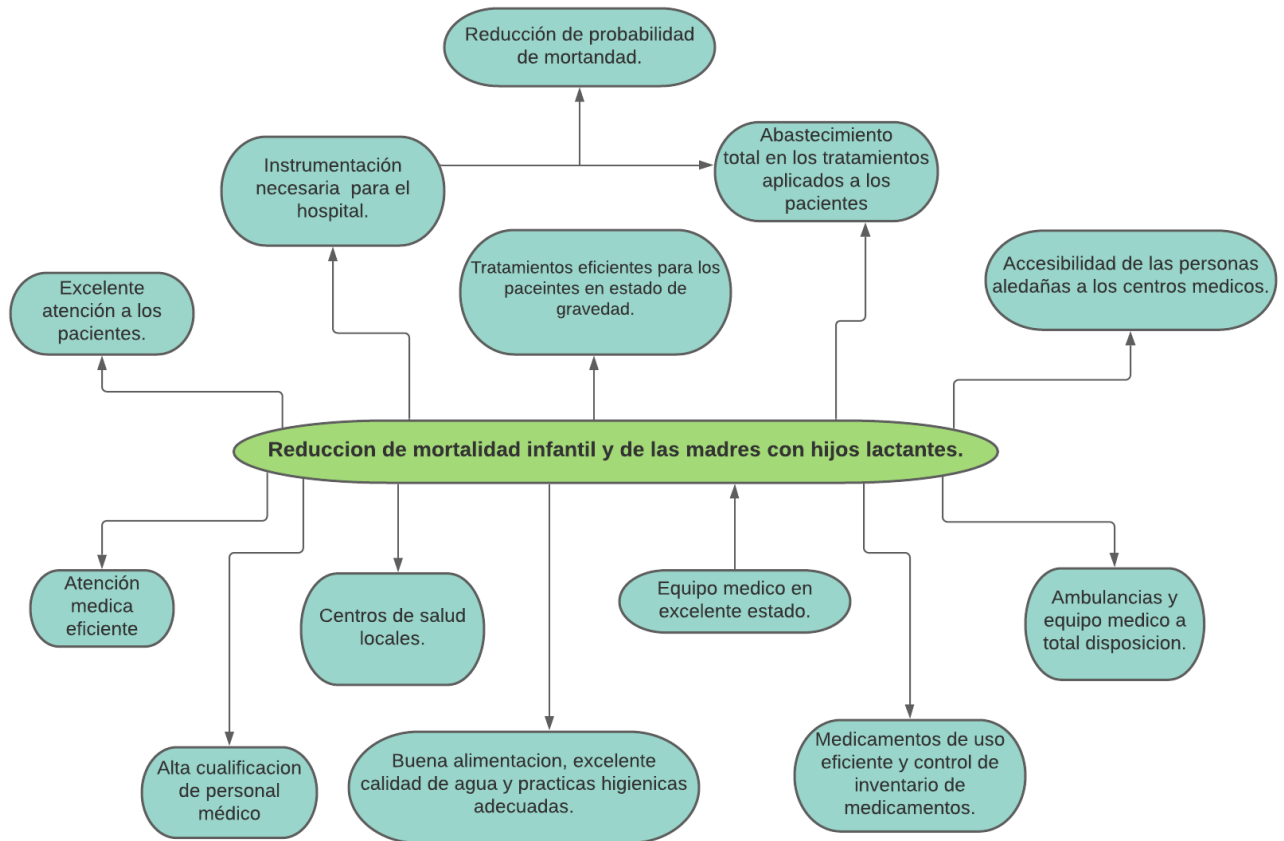 Reducción de probabilidad
de mortandad.
Instrumentación
necesaria para el
hospital.
Abastecimiento
total en los tratamientos
aplicados a los
pacientes
Tratamientos eficientes para los
paceintes en estado de
gravedad.
Accesibilidad de las personas
aledañas a los centros medicos.
Excelente
atención a los
pacientes.
Reduccion de mortalidad infantil y de las madres con hijos lactantes.
Atención
medica
eficiente
Centros de salud
locales.
Equipo medico en
excelente estado.
Ambulancias y
equipo medico a
total disposicion.
Alta cualificacion
de personal
médico
Buena alimentacion, excelente
calidad de agua y practicas higienicas
adecuadas.
Medicamentos de uso
eficiente y control de
inventario de
medicamentos.